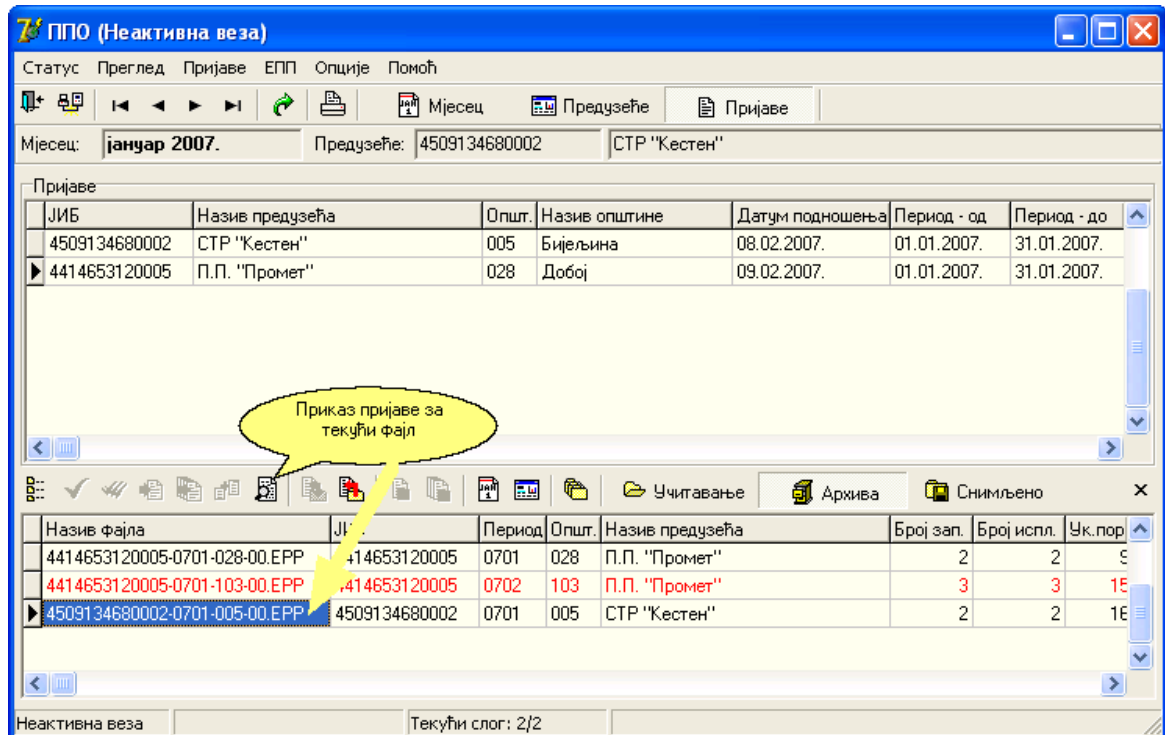 ППО (Неактивна веза)
Статус Преглед Пријаве ЕПП Опције Помоћ
Мјесец Предузеће Пријаве
Мјесец: јануар 2007. Предузеће: 4509134680002 СТР "Кестен"
Пријаве
ЈИБ Назив предузећа Општ. Назив општине Датум подношења Период - од Период - до
4509134680002 СТР "Кестен" 005 Бијељина 08.02.2007. 01.01.2007. 31.01.2007.
4414653120005 П.П. "Промет" 028 Добој 09.02.2007. 01.01.2007. 31.01.2007.
Приказ пријаве за
текући фајл
Учитавање Архива Снимљено
Назив фајла Период Општ. Назив предузећа Број зап. Број испл. Ук.пор
4414653120005-0701-028-00.EPP 4414653120005 0701 028 П.П. "Промет" 2 2 9
4414653120005-0701-103-00.EPP 4414653120005 0702 103 П.П. "Промет" 3 3 15
4509134680002-0701-005-00.EPP 4509134680002 0701 005 СТР "Кестен" 2 2 16
Неактивна веза Текући слог: 2/2